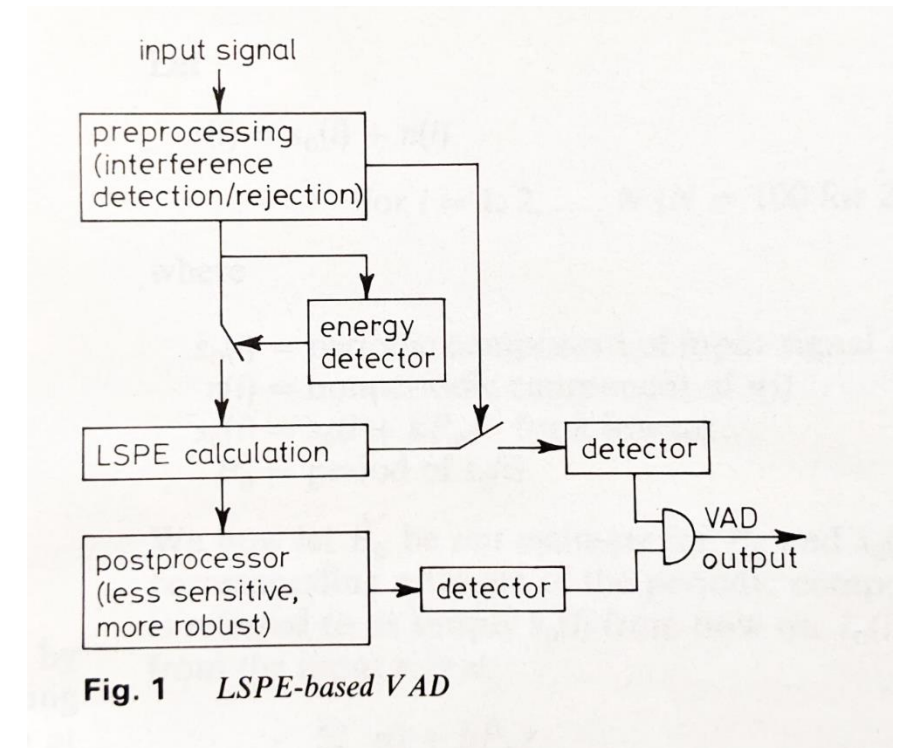 input signal
preprocessing
(interference
detection/rejection)
energy
detector
LSPE calculation
detector
postprocessor
(less sensitive,
more robust)
detector
VAD
output
Fig. 1 LSPE-based VAD